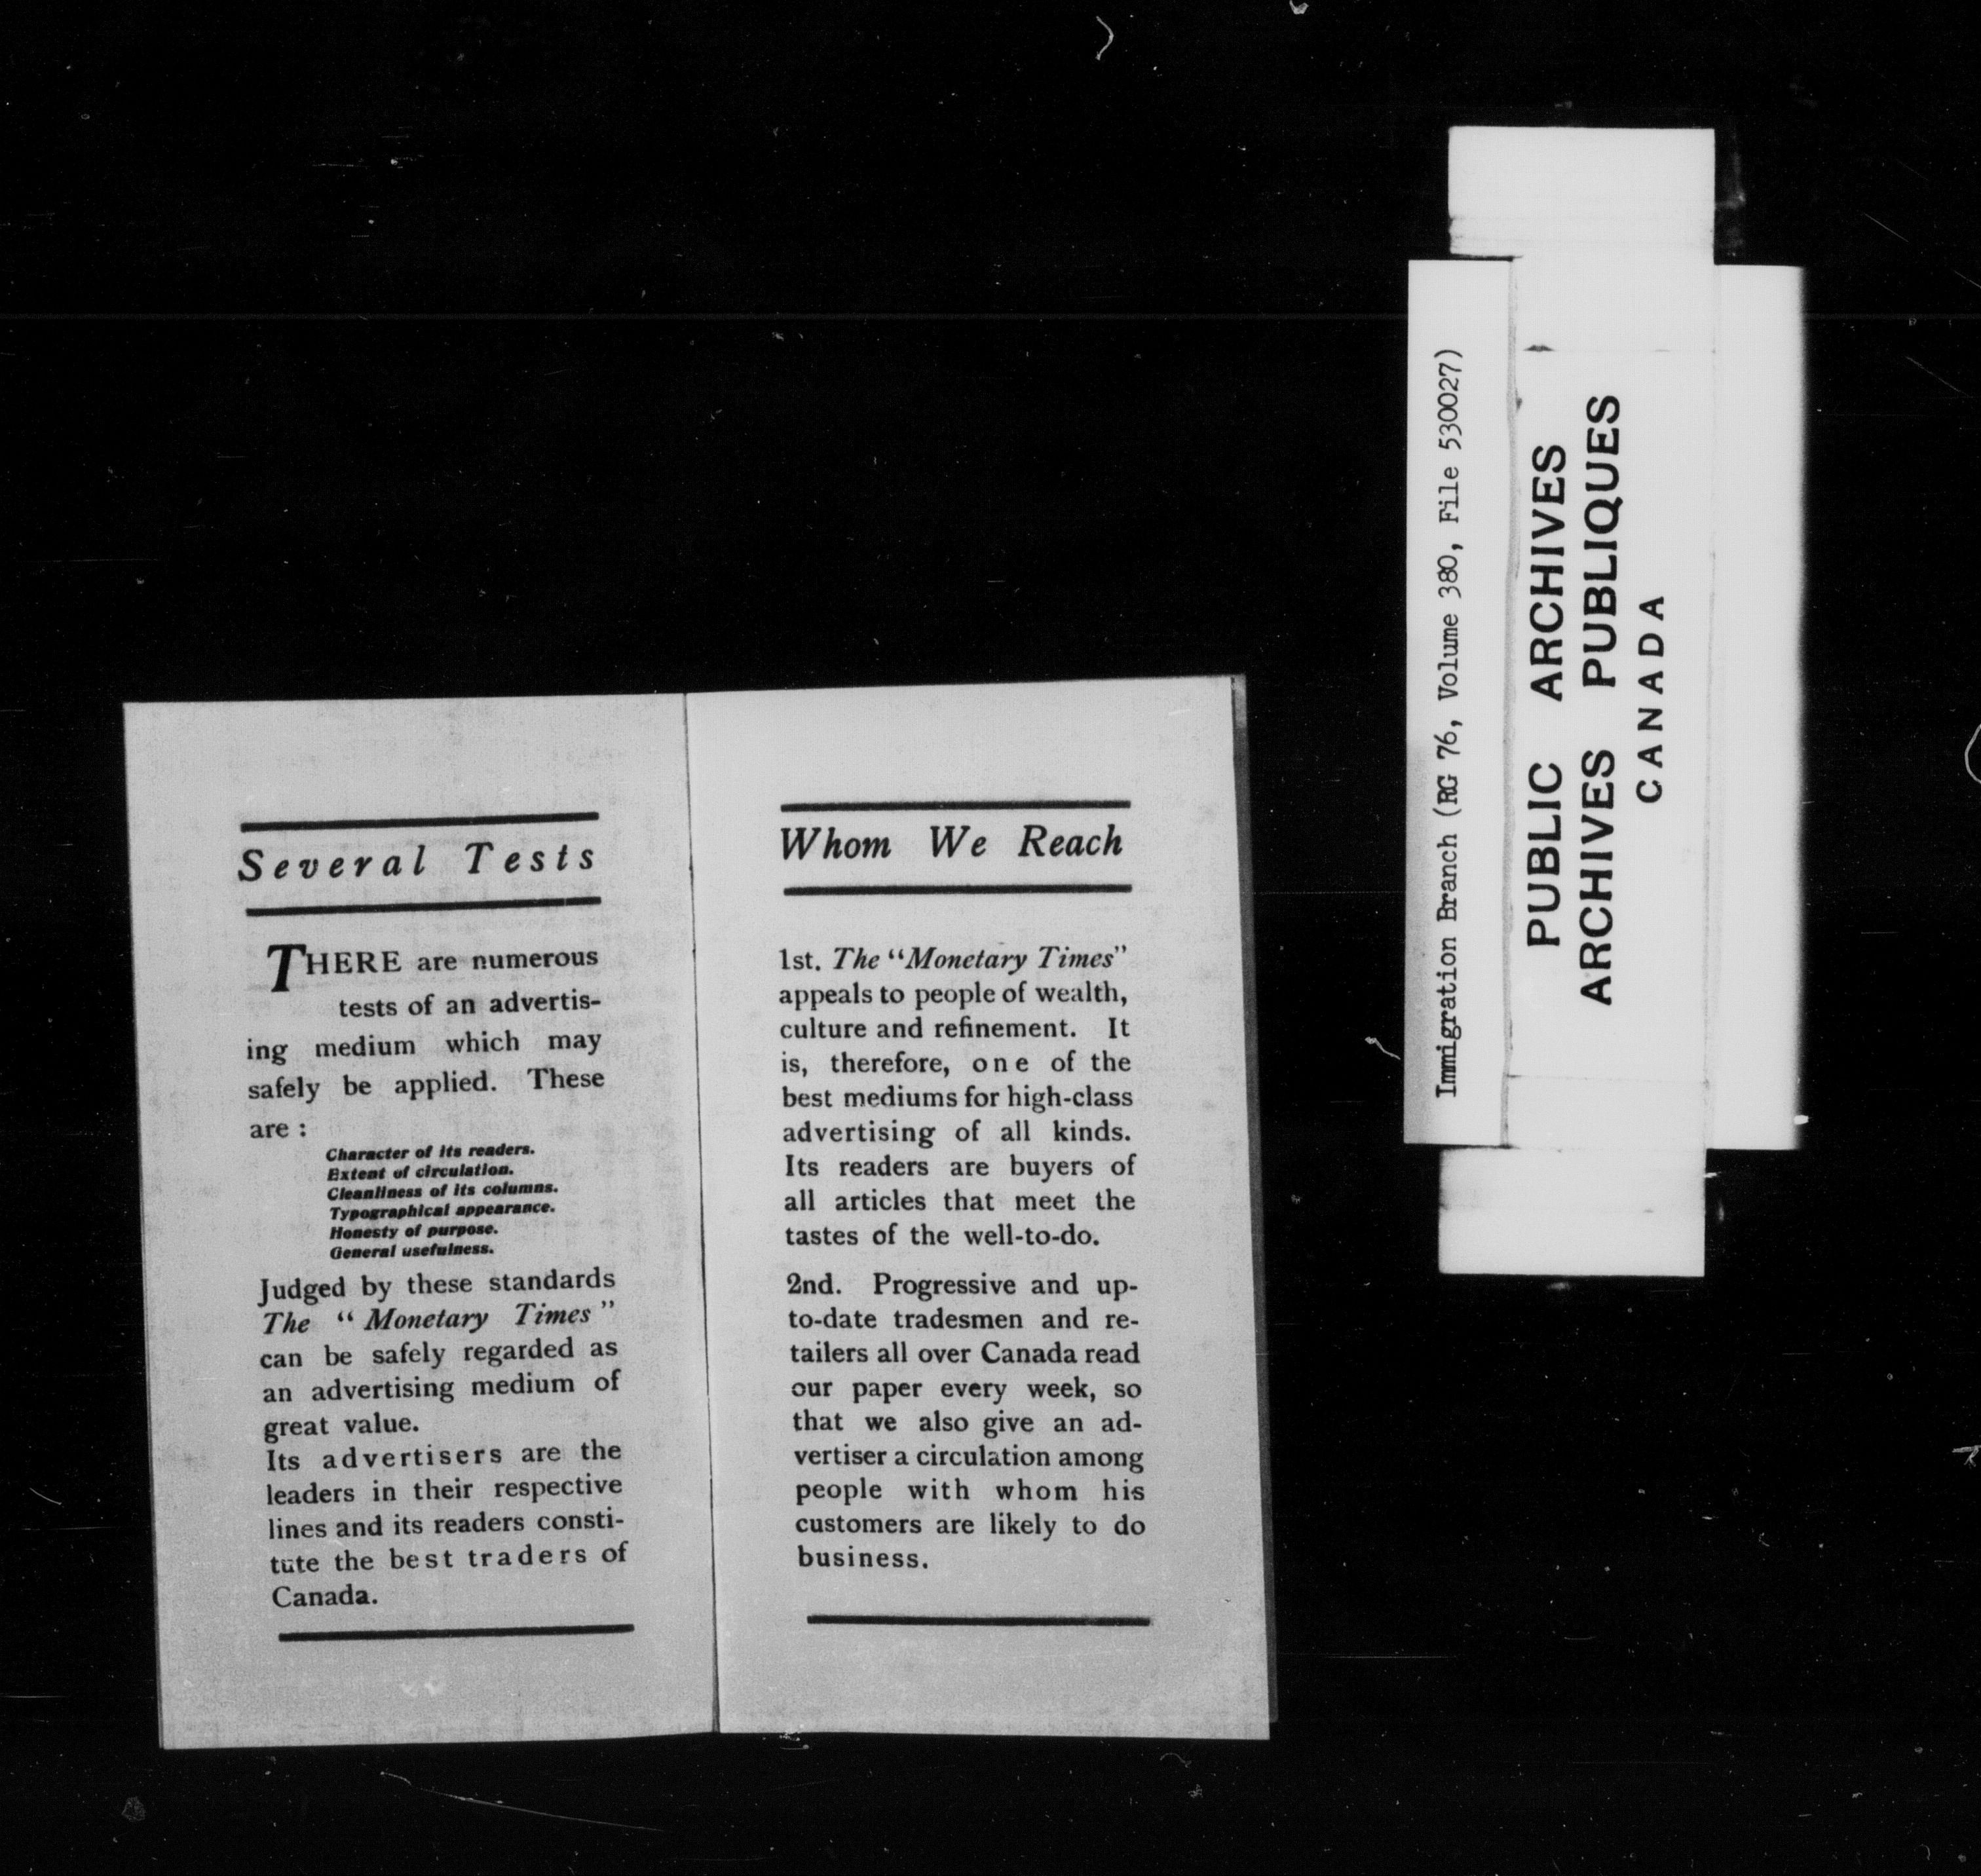 Several Tests
THERE are numerous
tests of an advertis-
ing medium which may
safely be applied. These
are :
Character of its readers.
Extent of circulation.
Cleanliness of its columns.
Typographical appearance.
Honesty of purpose.
General usefulness.
Judged by these standards
The “ Monetary Times ”
can be safely regarded as
an advertising medium of
great value.
Its advertisers are the
leaders in their respective
lines and its readers consti-
tute the best traders of
Canada.
Whom We Reach
1st. The “Monetary Times”
appeals to people of wealth,
culture and refinement. It
is, therefore, one of the
best mediums for high-class
advertising of all kinds.
Its readers are buyers of
all articles that meet the
tastes of the well-to-do.
2nd. Progressive and up-
to-date tradesmen and re-
tailers all over Canada read
our paper every week, so
that we also give an ad-
vertiser a circulation among
people with whom his
customers are likely to do
business.
Immigration Branch (RG 76, Volume 380, File 530027)
PUBLIC ARCHIVES
ARCHIVES PUBLIQUES
CANADA